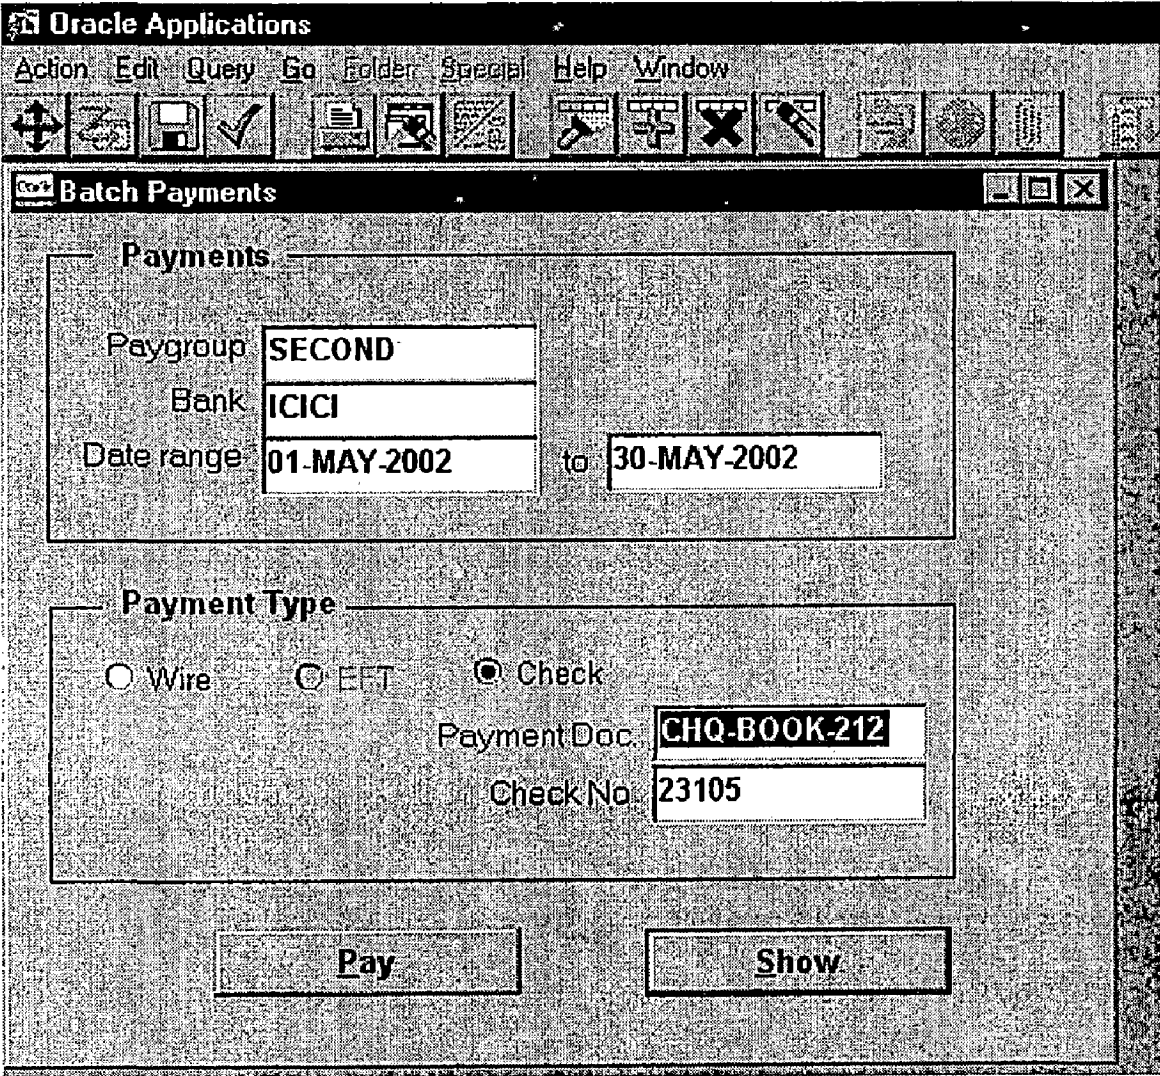 Oracle Applications
Action Edit Query Go Folder Special Help Window
Batch Payments
Payments
Paygroup SECOND
Bank ICICI
Date range 01-MAY-2002 to 30-MAY-2002
Payment Type
Wire EFT Check
Payment Doc. CHQ-BOOK-212
Check No. 23105
Pay Show